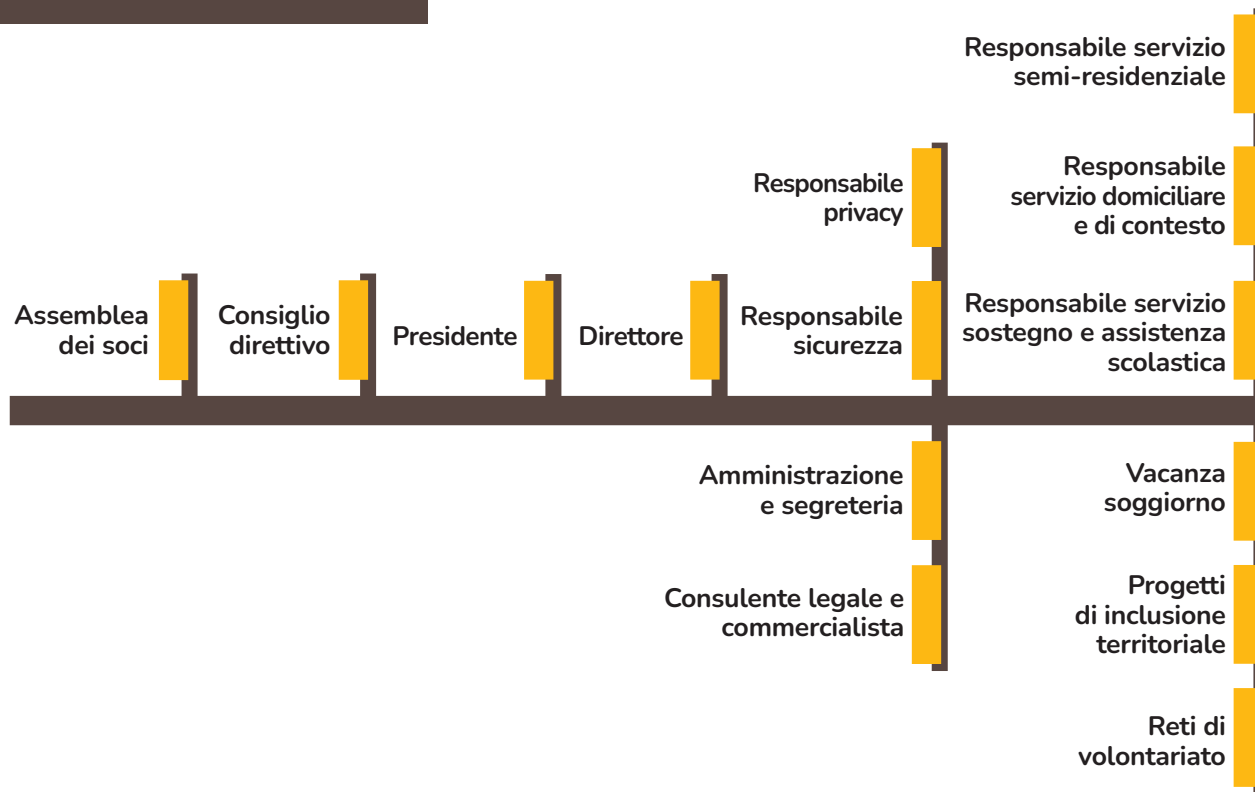 Assemblea
dei soci
Consiglio
direttivo
Presidente
Direttore
Responsabile
privacy
Responsabile
sicurezza
Amministrazione
e segreteria
Consulente legale e
commercialista
Responsabile servizio
semi-residenziale
Responsabile
servizio domiciliare
e di contesto
Responsabile servizio
sostegno e assistenza
scolastica
Vacanza
soggiorno
Progetti
di inclusione
territoriale
Reti di
volontariato